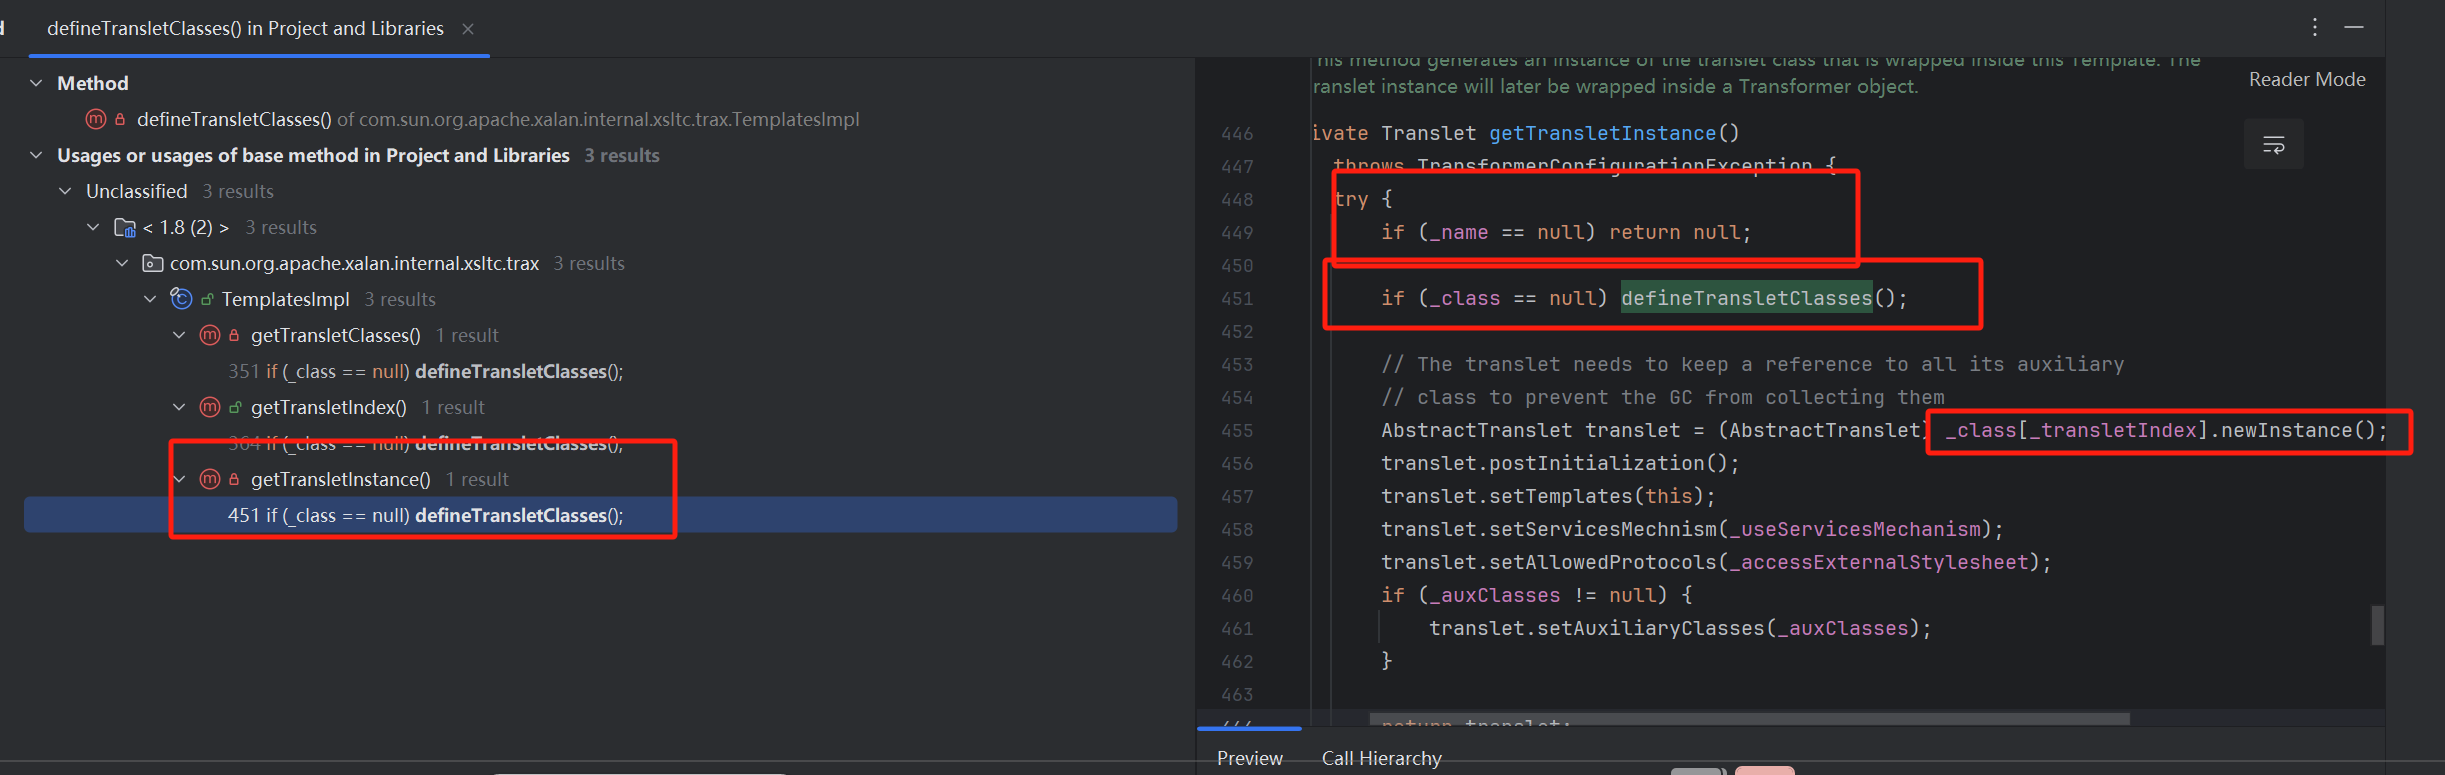 defineTransletClasses() in Project and Libraries
Method
defineTransletClasses() of com.sun.org.apache.xalan.internal.xsltc.trax.TemplatesImpl
Usages or usages of base method in Project and Libraries 3 results
Unclassified 3 results
< 1.8 (2) > 3 results
com.sun.org.apache.xalan.internal.xsltc.trax 3 results
TemplatesImpl 3 results
getTransletClasses() 1 result
351 if (_class == null) defineTransletClasses();
getTransletIndex() 1 result
364 if (_class == null) defineTransletClasses();
getTransletInstance() 1 result
451 if (_class == null) defineTransletClasses();
his method generates an instance of the translet class that is wrapped inside this Template. The
ranslet instance will later be wrapped inside a Transformer object.
Reader Mode
446 ivate Translet getTransletInstance()
447 throws TransformerConfigurationException {
448 try {
449 if (_name == null) return null;
450
451 if (_class == null) defineTransletClasses();
452
453 // The translet needs to keep a reference to all its auxiliary
454 // class to prevent the GC from collecting them
455 AbstractTranslet translet = (AbstractTranslet) _class[_transletIndex].newInstance();
456 translet.postInitialization();
457 translet.setTemplates(this);
458 translet.setServicesMechnism(_useServicesMechanism);
459 translet.setAllowedProtocols(_accessExternalStylesheet);
460 if (_auxClasses != null) {
461 translet.setAuxiliaryClasses(_auxClasses);
462 }
463
464 return translet;
Preview Call Hierarchy